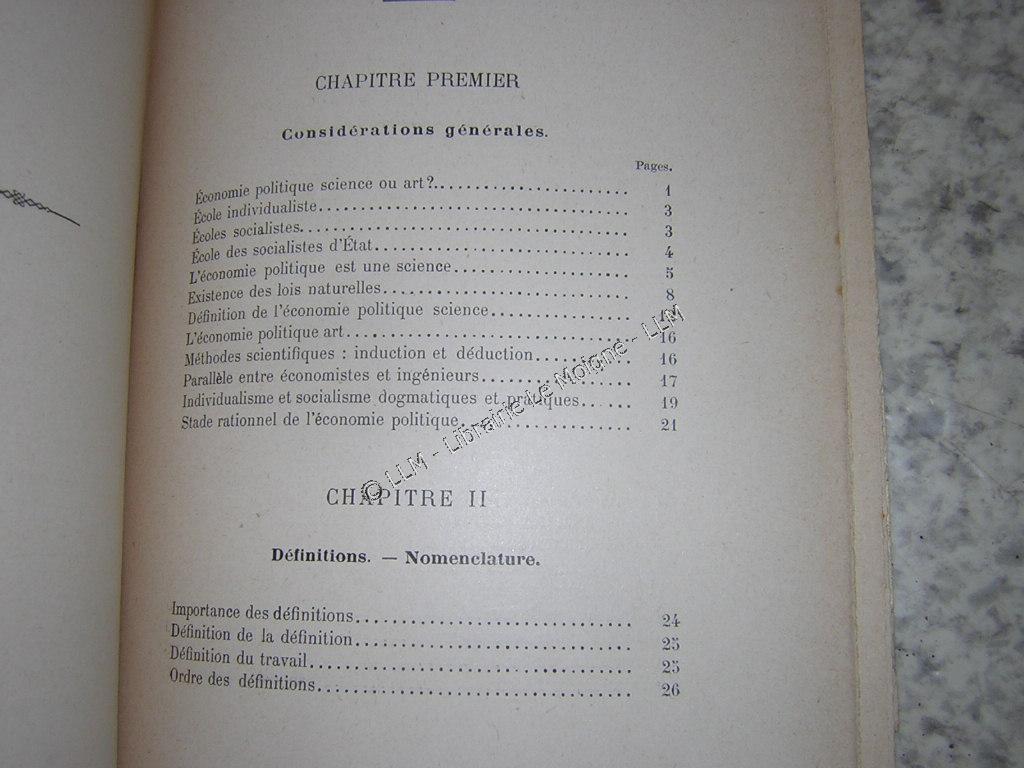 CHAPITRE PREMIER
Considérations générales.
Pages.
Économie politique science ou art?........................ 1
École individualiste........................ 3
Écoles socialistes........................ 3
École des socialistes d'État........................ 4
L'économie politique est une science........................ 5
Existence des lois naturelles........................ 8
Définition de l'économie politique science........................
L'économie politique art........................ 16
Méthodes scientifiques : induction et déduction............ 16
Parallèle entre économistes et ingénieurs.................. 17
Individualisme et socialisme dogmatiques et pratiques...... 19
Stade rationnel de l'économie politique.................. 21
© LLM - Librairie Le Moigne - LLM
CHAPITRE II
Définitions. — Nomenclature.
Importance des définitions........................ 24
Définition de la définition........................ 25
Définition du travail........................ 25
Ordre des définitions........................ 26